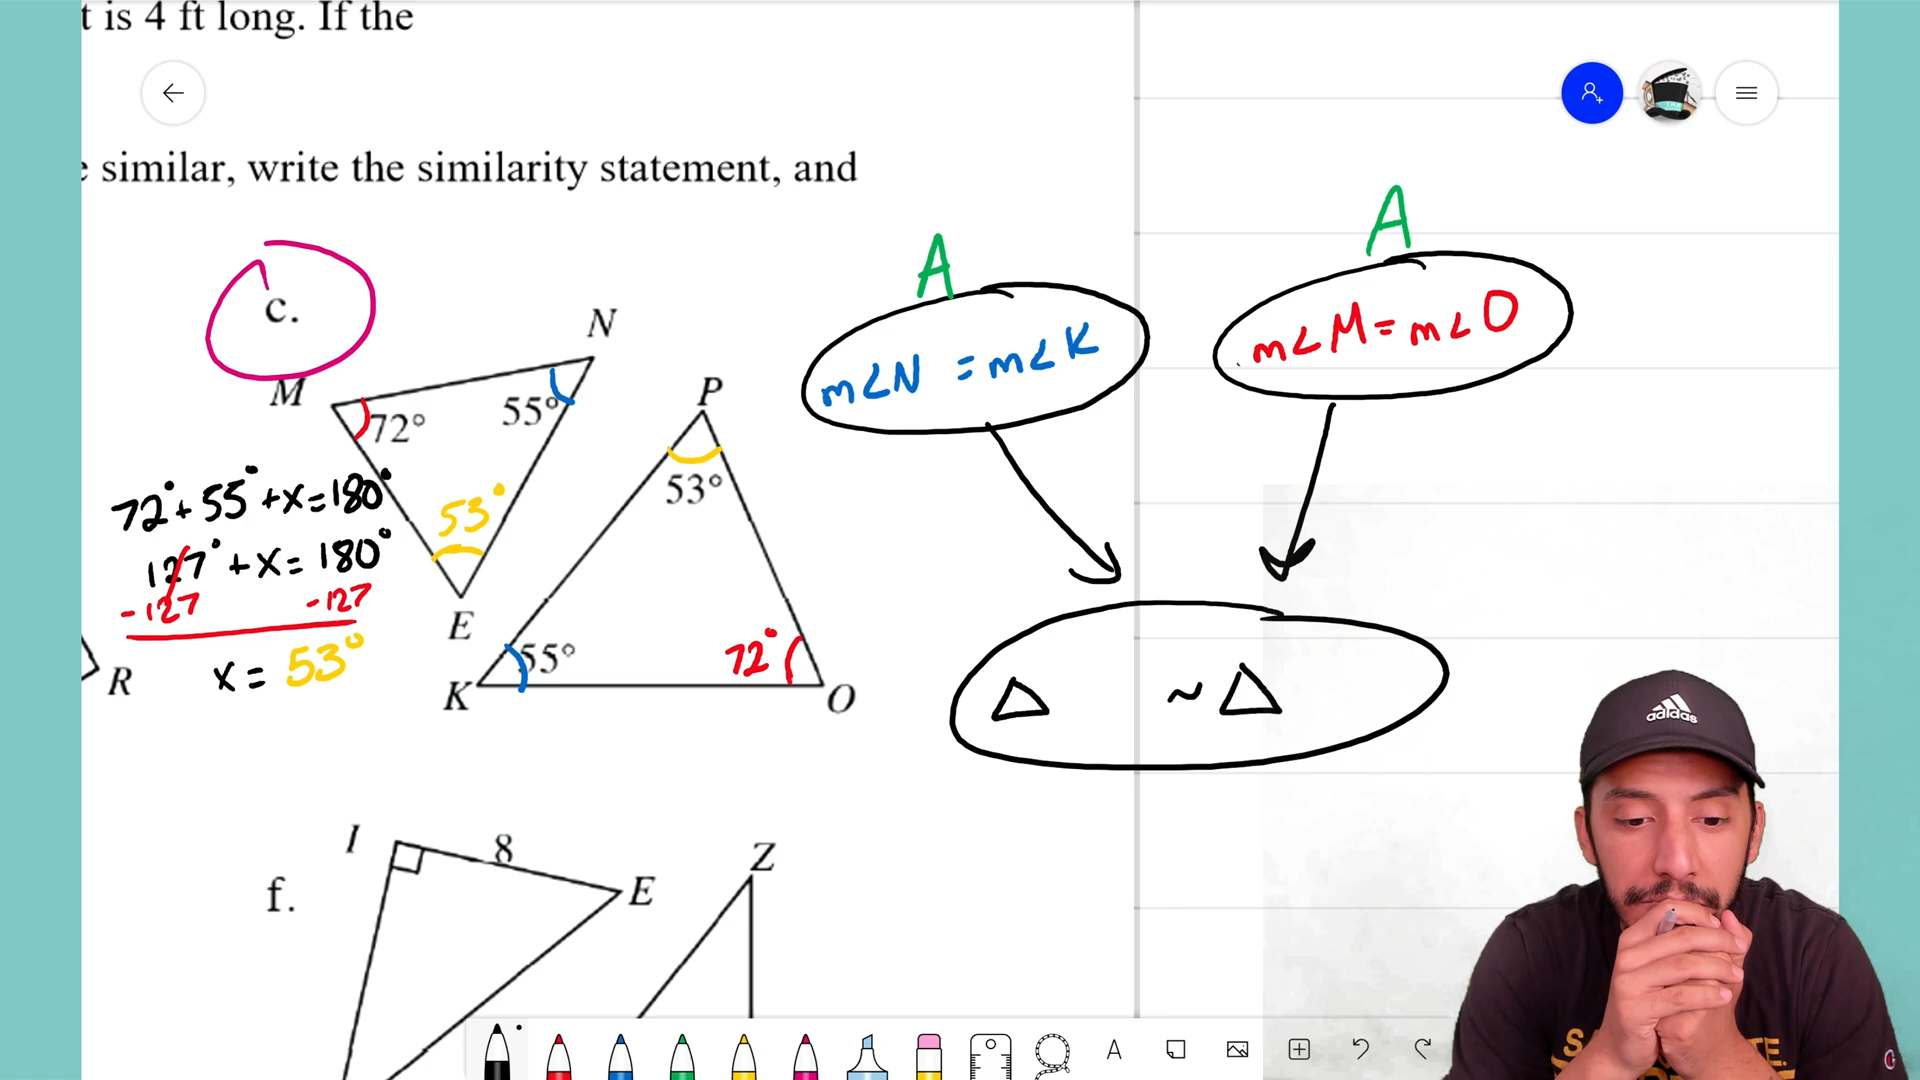 t is 4 ft long. If the
similar, write the similarity statement, and
c.
M
N
72°
55°
53°
E
P
53°
K
55°
72°
O
72° + 55° + x = 180°
127° + x = 180°
-127 -127
x = 53°
R
A
m∠N = m∠K
A
m∠M = m∠O
△ ~ △
f.
I
8
E
Z
A
adidas